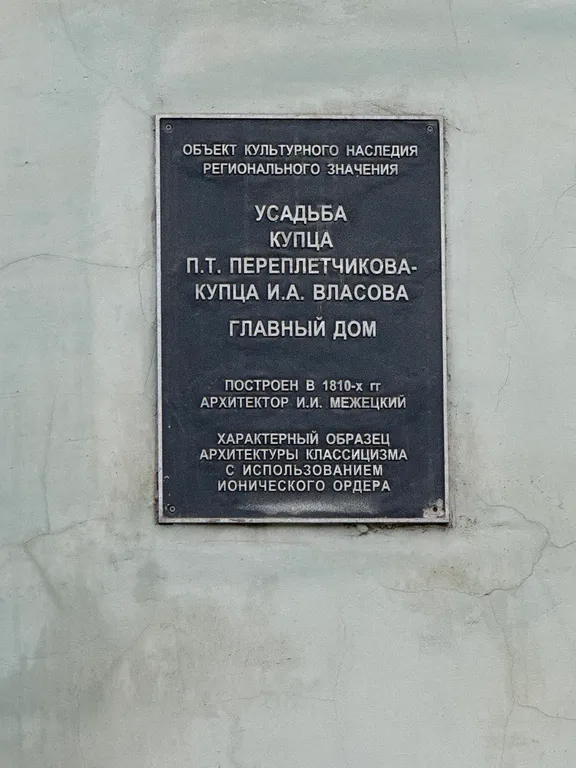 ОБЪЕКТ КУЛЬТУРНОГО НАСЛЕДИЯ
РЕГИОНАЛЬНОГО ЗНАЧЕНИЯ
УСАДЬБА
КУПЦА
П.Т. ПЕРЕПЛЕТЧИКОВА-
КУПЦА И.А. ВЛАСОВА
ГЛАВНЫЙ ДОМ
ПОСТРОЕН В 1810-х гг
АРХИТЕКТОР И.И. МЕЖЕЦКИЙ
ХАРАКТЕРНЫЙ ОБРАЗЕЦ
АРХИТЕКТУРЫ КЛАССИЦИЗМА
С ИСПОЛЬЗОВАНИЕМ
ИОНИЧЕСКОГО ОРДЕРА